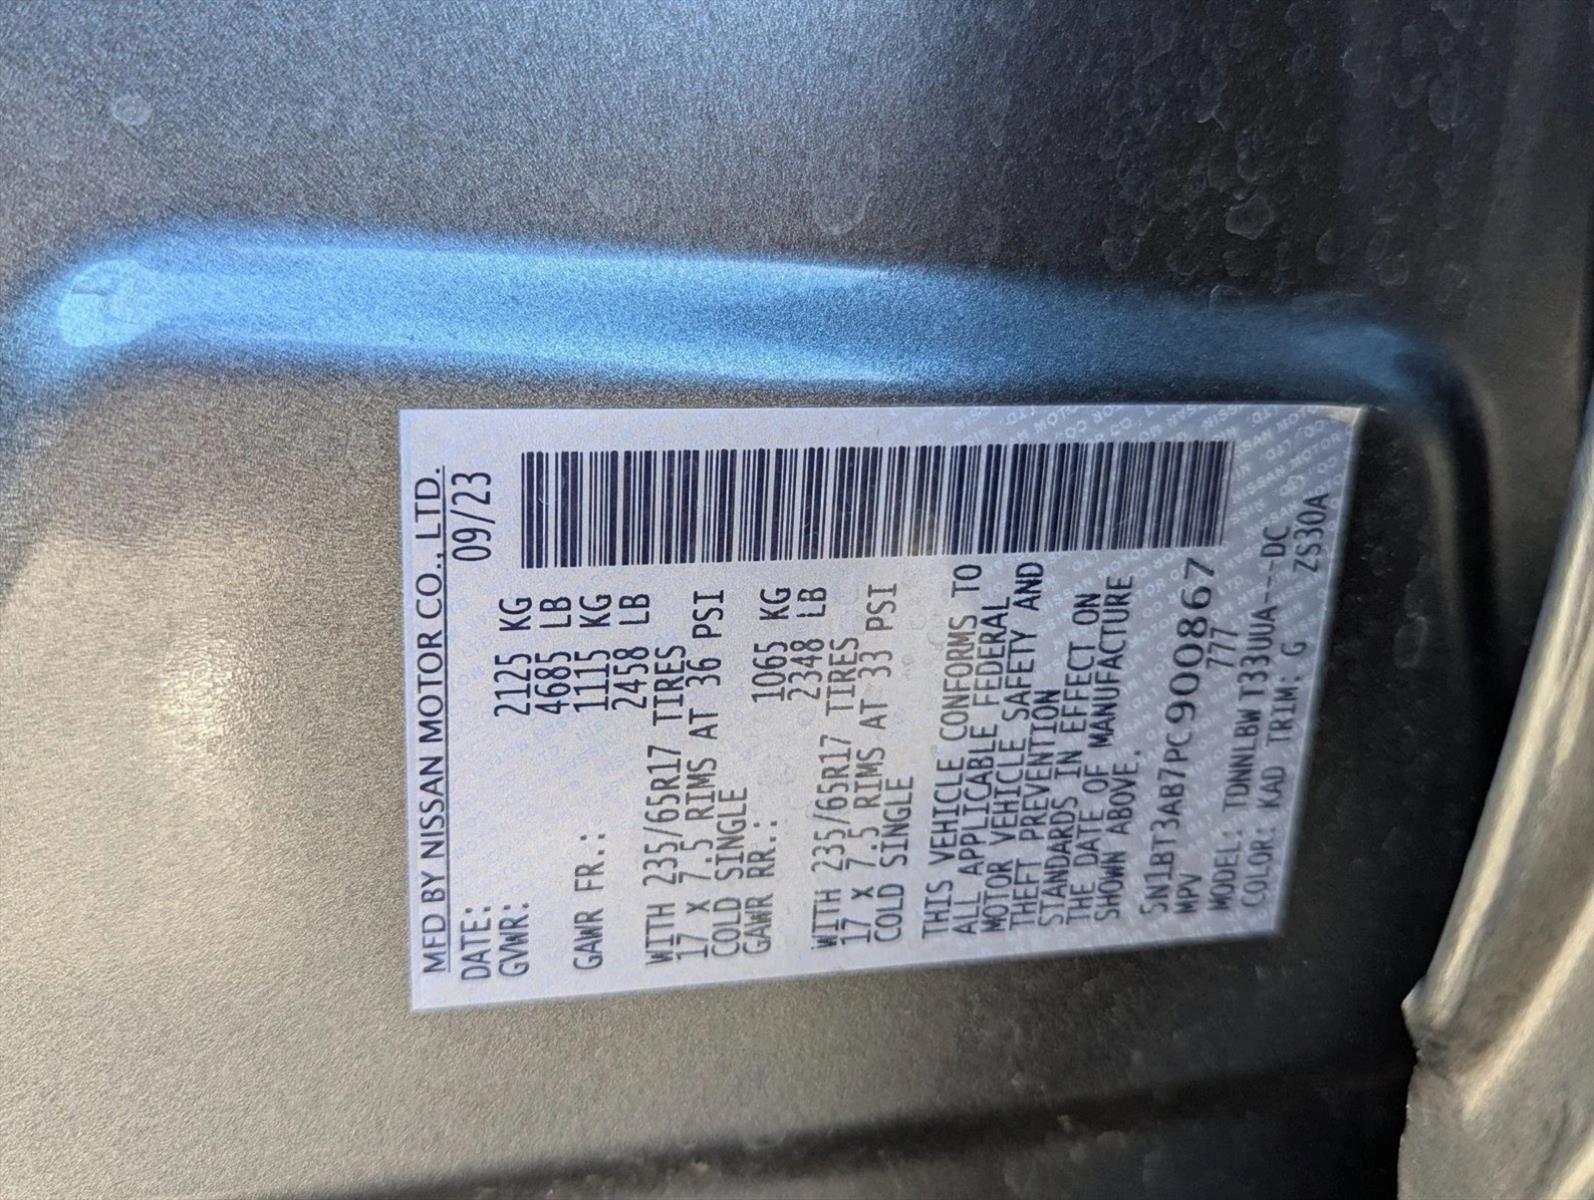 MFD BY NISSAN MOTOR CO., LTD.
DATE: 09/23
GVWR: 2125 KG
4685 LB
GAWR FR.: 1115 KG
2458 LB
WITH 235/65R17 TIRES
17 X 7.5 RIMS AT 36 PSI
COLD SINGLE
GAWR RR.: 1065 KG
2348 LB
WITH 235/65R17 TIRES
17 X 7.5 RIMS AT 33 PSI
COLD SINGLE
THIS VEHICLE CONFORMS TO
ALL APPLICABLE FEDERAL
MOTOR VEHICLE SAFETY AND
THEFT PREVENTION
STANDARDS IN EFFECT ON
THE DATE OF MANUFACTURE
SHOWN ABOVE.
5N1BT3AB7PC900867
MPV 777
MODEL: TDNNLBW T33UUA---DC
COLOR: KAD TRIM: G ZS30A